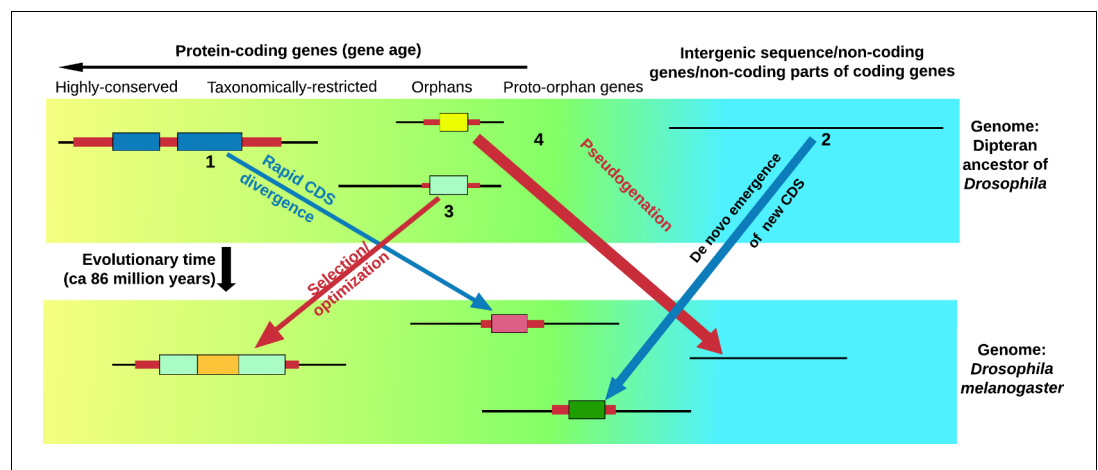 Protein-coding genes (gene age)
Intergenic sequence/non-coding
genes/non-coding parts of coding genes
Highly-conserved
Taxonomically-restricted
Orphans
Proto-orphan genes
1
Rapid CDS
divergence
3
4
Pseudogenation
2
De novo emergence
of new CDS
Genome:
Dipteran
ancestor of
Drosophila
Evolutionary time
(ca 86 million years)
Selection/
optimization
Genome:
Drosophila
melanogaster